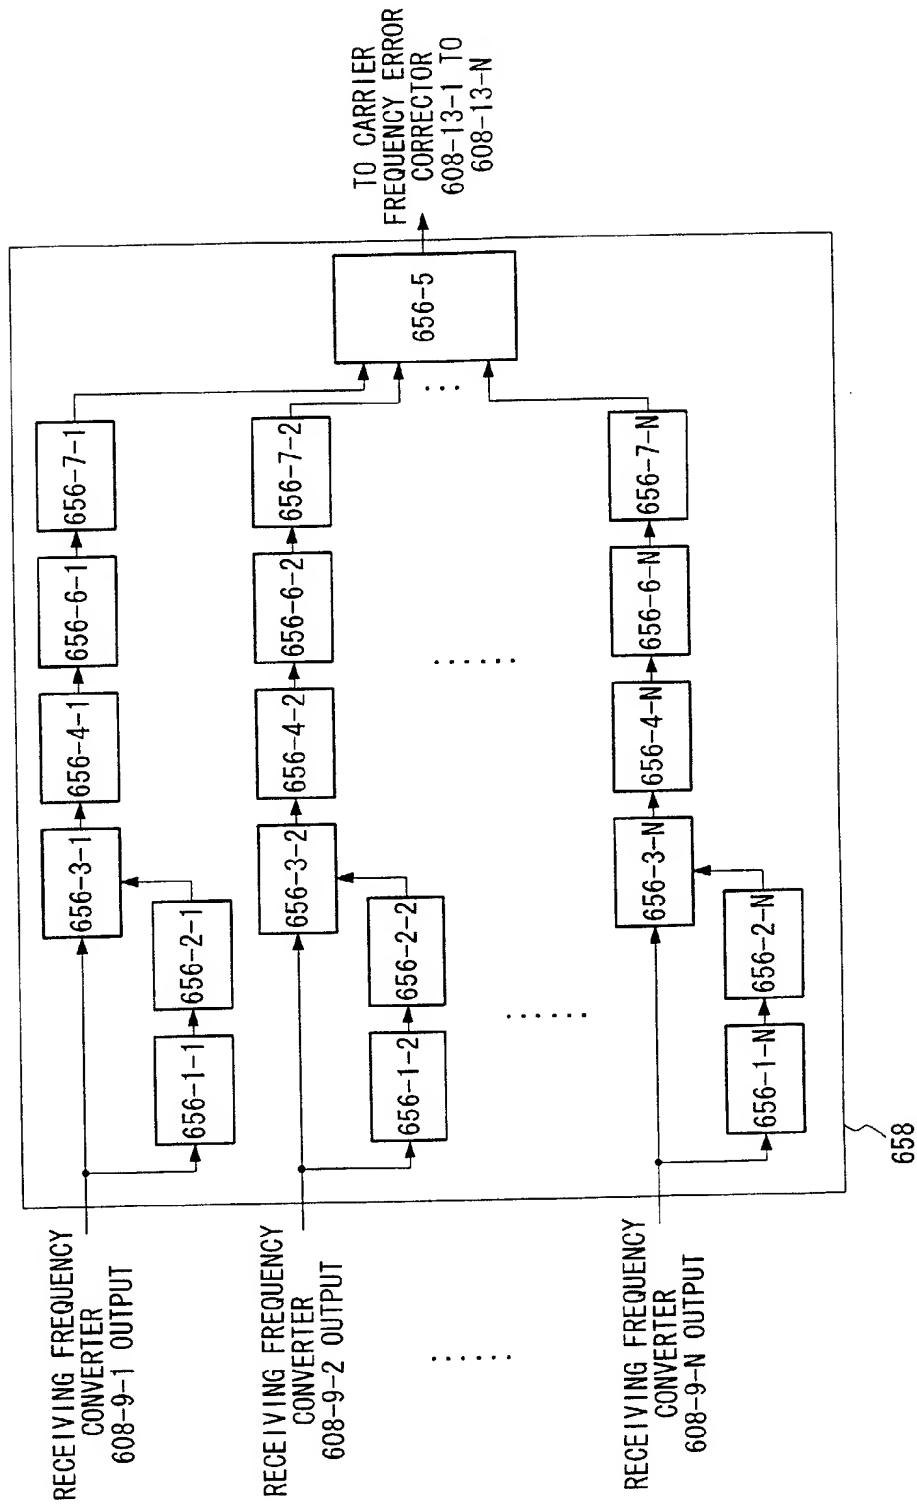 RECEIVING FREQUENCY
CONVERTER
608-9-1 OUTPUT
656-1-1
656-2-1
656-3-1
656-4-1
656-6-1
656-7-1
RECEIVING FREQUENCY
CONVERTER
608-9-2 OUTPUT
656-1-2
656-2-2
656-3-2
656-4-2
656-6-2
656-7-2
RECEIVING FREQUENCY
CONVERTER
608-9-N OUTPUT
656-1-N
656-2-N
656-3-N
656-4-N
656-6-N
656-7-N
656-5
TO CARRIER
FREQUENCY ERROR
CORRECTOR
608-13-1 TO
608-13-N
658